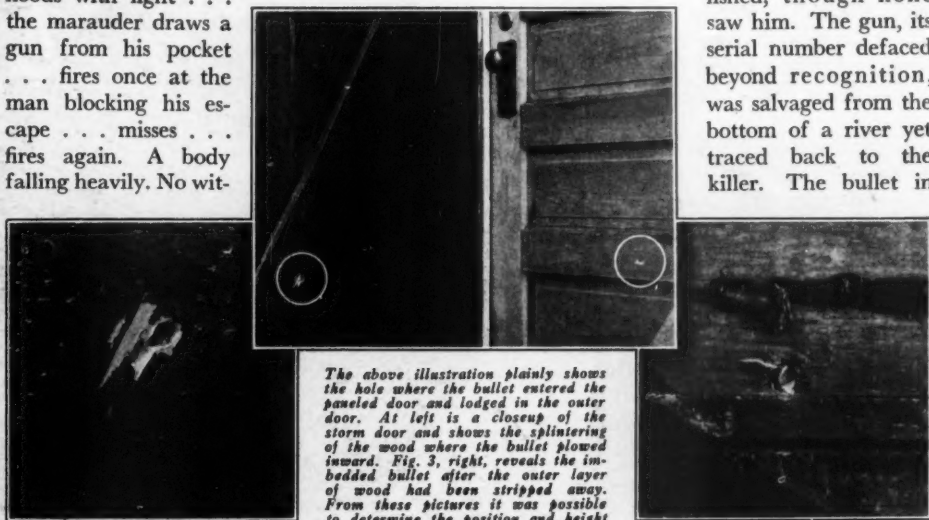 the marauder draws a
gun from his pocket
. . . fires once at the
man blocking his es-
cape . . . misses . . .
fires again. A body
falling heavily. No wit-
saw him. The gun, its
serial number defaced
beyond recognition,
was salvaged from the
bottom of a river yet
traced back to the
killer. The bullet in
The above illustration plainly shows
the hole where the bullet entered the
paneled door and lodged in the outer
door. At left is a closeup of the
storm door and shows the splintering
of the wood where the bullet plowed
inward. Fig. 3, right, reveals the im-
bedded bullet after the outer layer
of wood had been stripped away.
From these pictures it was possible
to determine the position and height